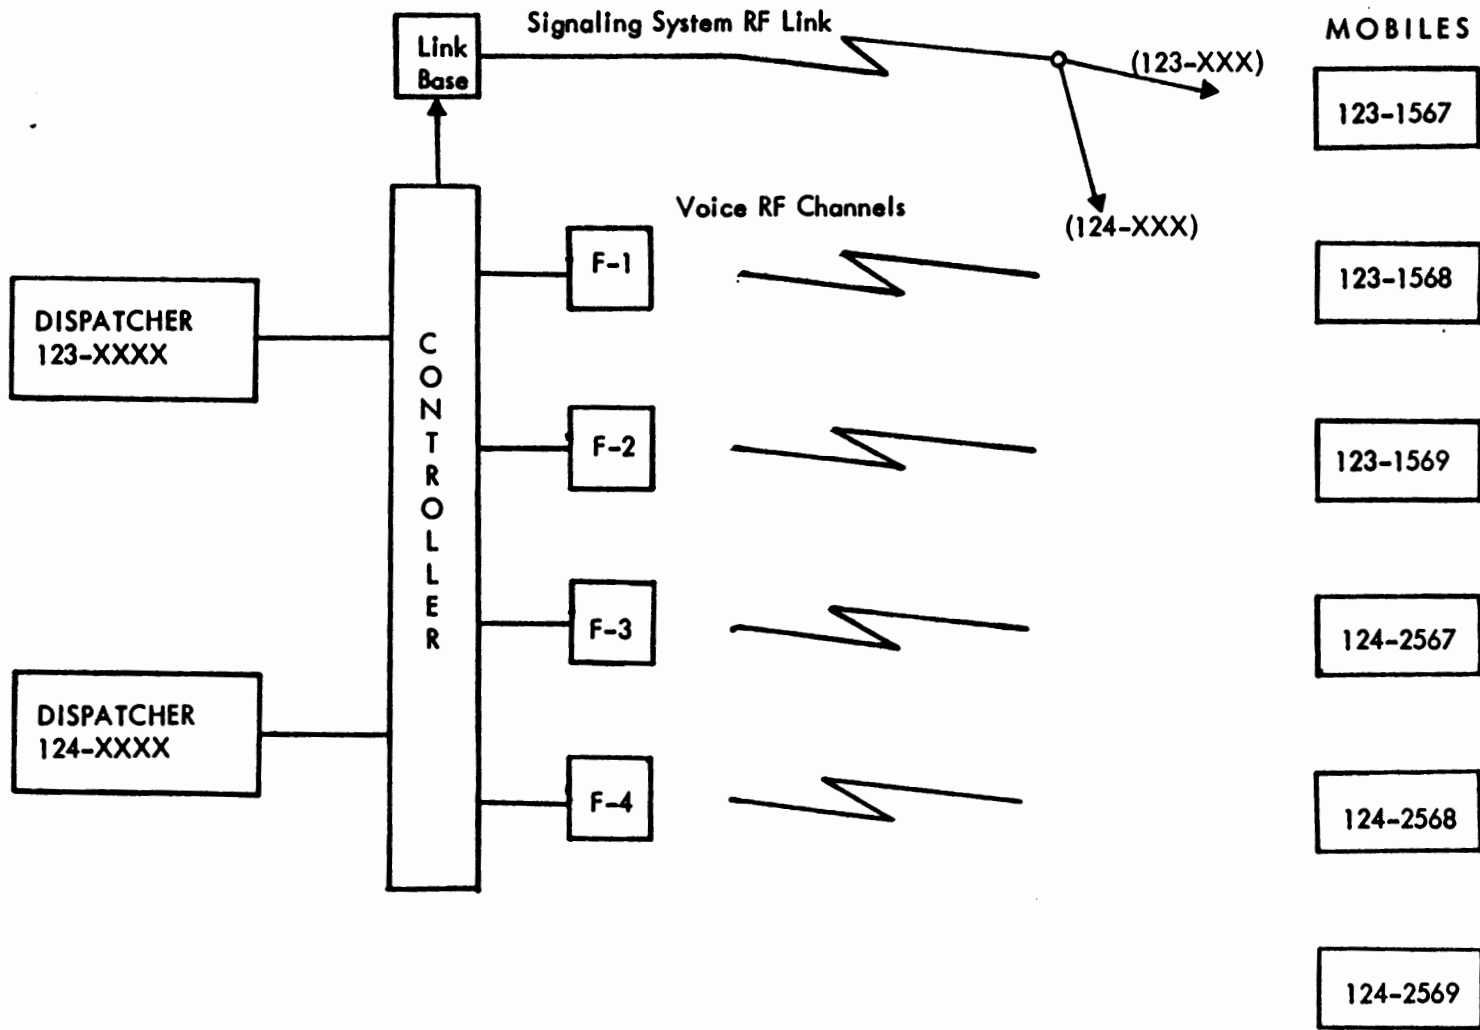 Signaling System RF Link
MOBILES
Link
Base
(123-XXX)
123-1567
Voice RF Channels
(124-XXX)
F-1
123-1568
DISPATCHER
123-XXXX
CONTROLLER
F-2
123-1569
F-3
124-2567
DISPATCHER
124-XXXX
F-4
124-2568
124-2569